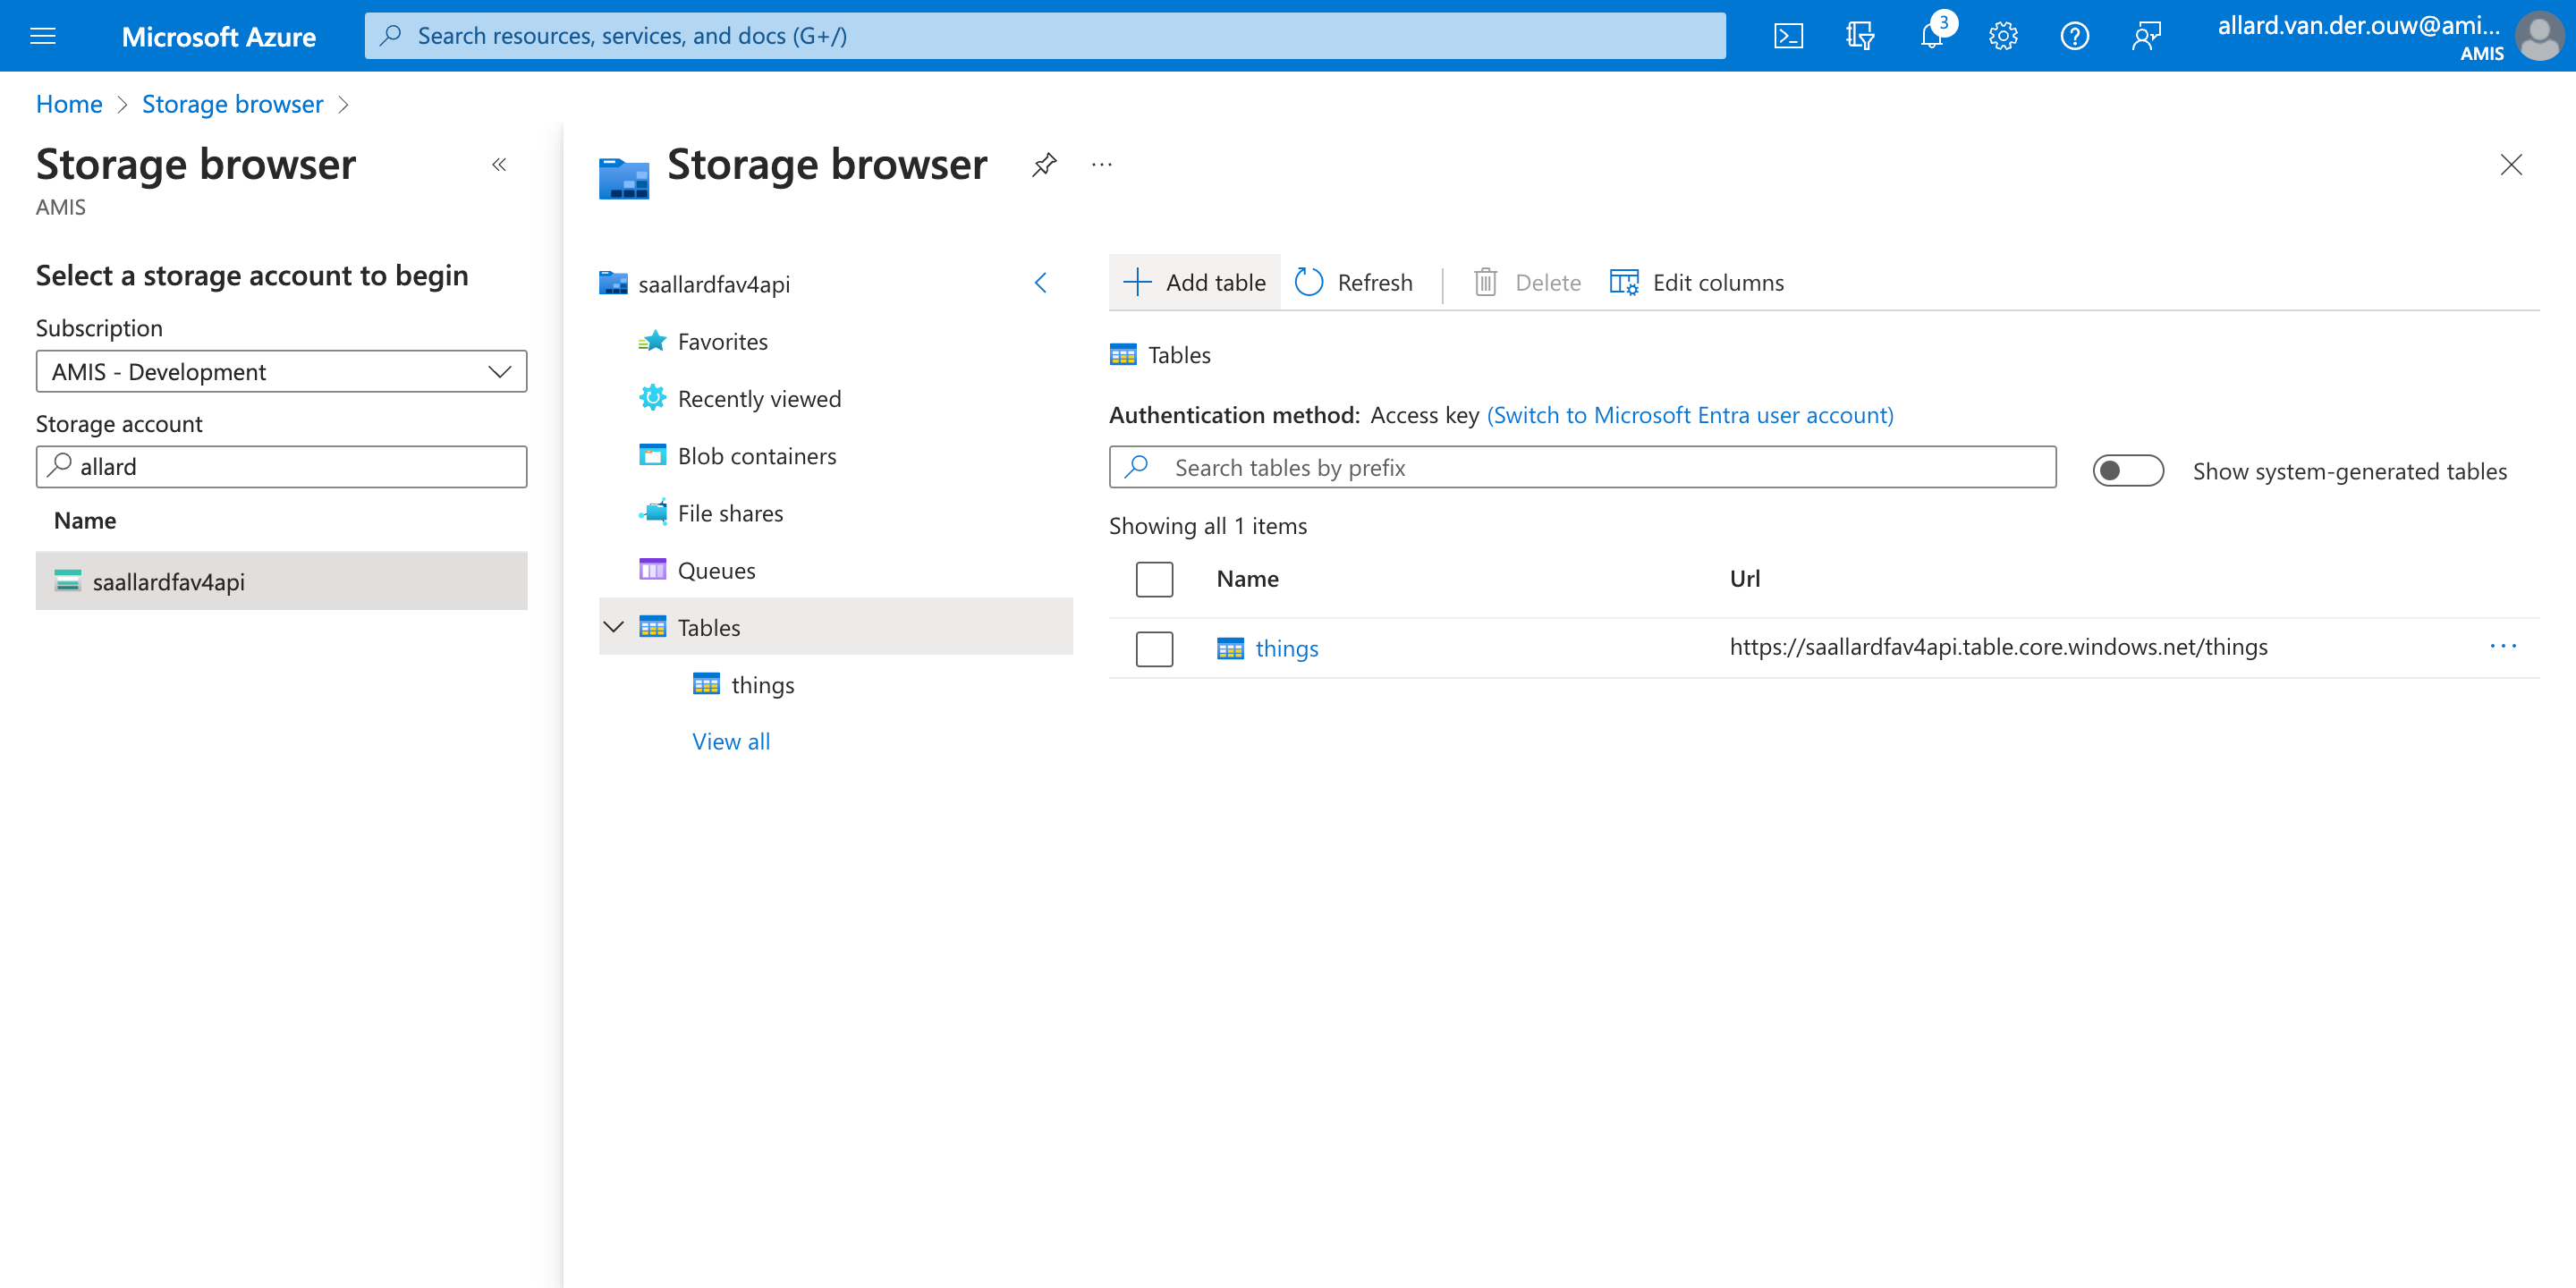 Microsoft Azure
Search resources, services, and docs (G+/)
3
allard.van.der.ouw@ami...
AMIS
Home > Storage browser >
Storage browser
AMIS
Select a storage account to begin
Subscription
AMIS - Development
Storage account
allard
Name
saallardfav4api
Storage browser
saallardfav4api
Favorites
Recently viewed
Blob containers
File shares
Queues
Tables
things
View all
Add table Refresh Delete Edit columns
Tables
Authentication method: Access key (Switch to Microsoft Entra user account)
Search tables by prefix
Show system-generated tables
Showing all 1 items
Name Url
things https://saallardfav4api.table.core.windows.net/things